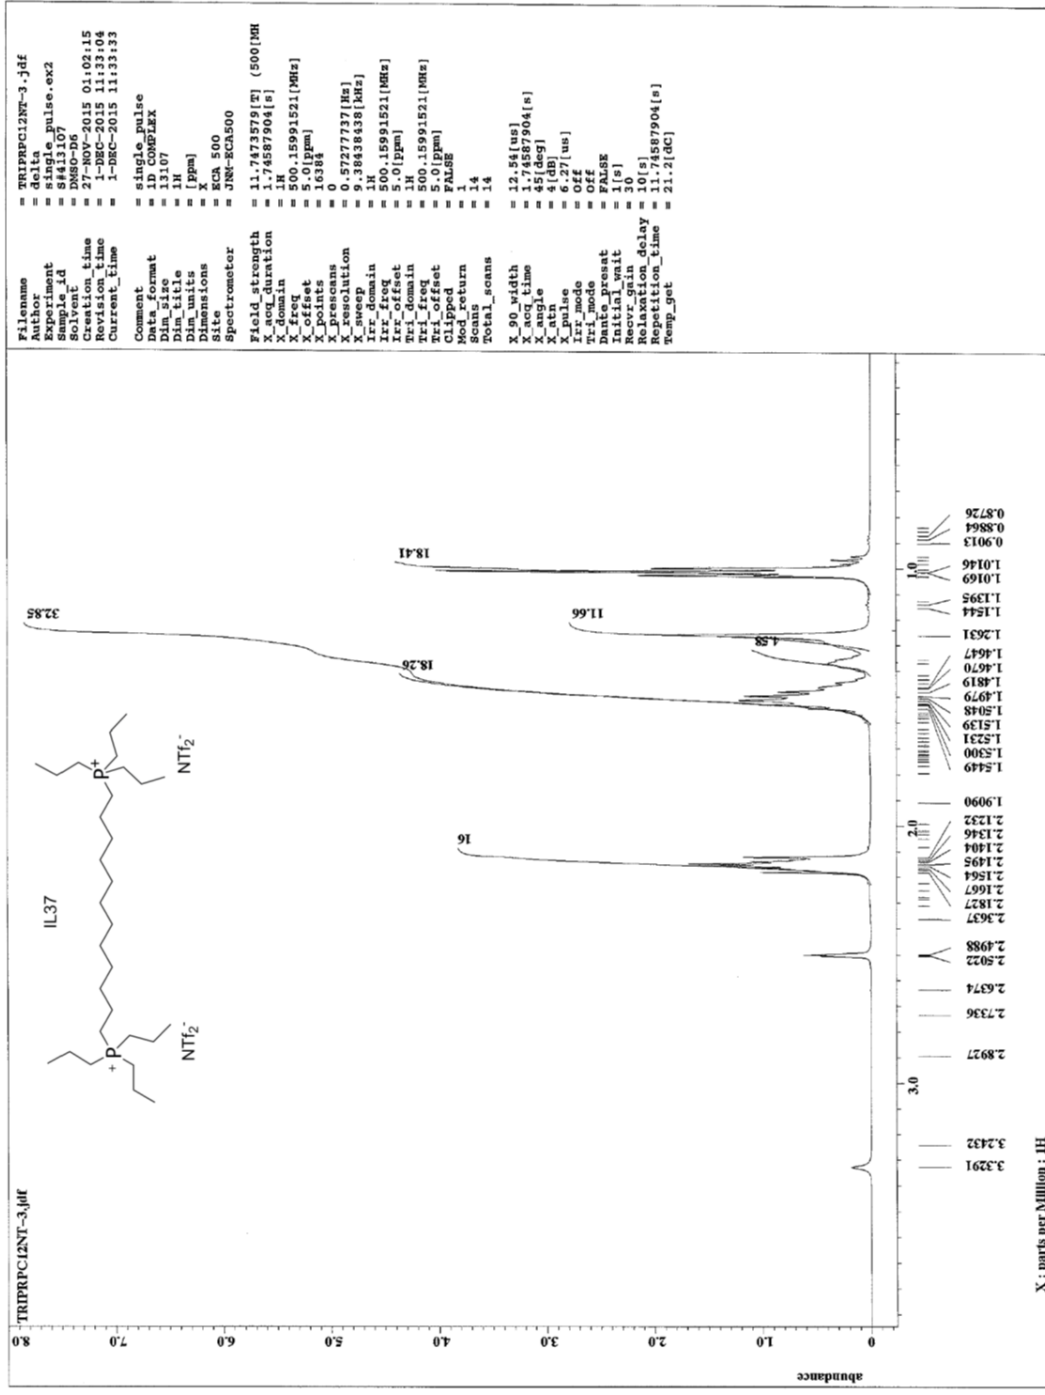 TRIPRPC12NT-3.jdf
IL37
P+
P
+
NTf2-
NTf2-
abundance
8.0
7.0
6.0
5.0
4.0
3.0
2.0
1.0
0
16
18.26
32.85
4.58
11.66
18.41
3.0
2.0
1.0
3.3291
3.2432
2.8927
2.7336
2.6374
2.5022
2.4988
2.3637
2.1827
2.1667
2.1564
2.1495
2.1404
2.1346
2.1232
1.9090
1.5449
1.5300
1.5231
1.5139
1.5048
1.4979
1.4819
1.4670
1.4647
1.2631
1.1544
1.1395
1.0169
1.0146
0.9013
0.8864
0.8726
X : parts per Million : 1H
Filename = TRIPRPC12NT-3.jdf
Author = delta
Experiment = single_pulse.ex2
Sample_id = S#413107
Solvent = DMSO-D6
Creation_time = 27-NOV-2015 01:02:15
Revision_time = 1-DEC-2015 11:33:04
Current_time = 1-DEC-2015 11:33:33
Comment = single_pulse
Data_format = 1D COMPLEX
Dim_size = 13107
Dim_title = 1H
Dim_units = [ppm]
Dimensions = X
Site = ECA 500
Spectrometer = JNM-ECA500
Field_strength = 11.7473579[T] (500[MH
X_acq_duration = 1.74587904[s]
X_domain = 1H
X_freq = 500.15991521[MHz]
X_offset = 5.0[ppm]
X_points = 16384
X_prescans = 0
X_resolution = 0.57277737[Hz]
X_sweep = 9.38438438[kHz]
Irr_domain = 1H
Irr_freq = 500.15991521[MHz]
Irr_offset = 5.0[ppm]
Tri_domain = 1H
Tri_freq = 500.15991521[MHz]
Tri_offset = 5.0[ppm]
Clipped = FALSE
Mod_return = 1
Scans = 14
Total_scans = 14
X_90_width = 12.54[us]
X_acq_time = 1.74587904[s]
X_angle = 45[deg]
X_atn = 4[dB]
X_pulse = 6.27[us]
Irr_mode = Off
Tri_mode = Off
Dante_presat = FALSE
Initial_wait = 1[s]
Recvr_gain = 30
Relaxation_delay = 10[s]
Repetition_time = 11.74587904[s]
Temp_get = 21.2[dC]